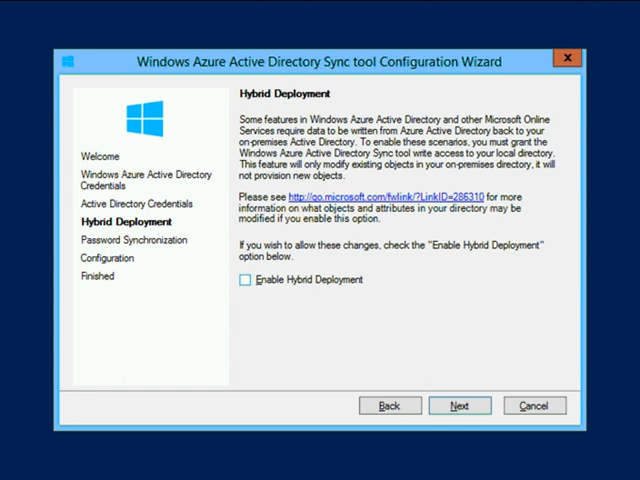 Windows Azure Active Directory Sync tool Configuration Wizard
x
Welcome
Windows Azure Active Directory
Credentials
Active Directory Credentials
Hybrid Deployment
Password Synchronization
Configuration
Finished
Hybrid Deployment
Some features in Windows Azure Active Directory and other Microsoft Online
Services require data to be written from Azure Active Directory back to your
on-premises Active Directory. To enable these scenarios, you must grant the
Windows Azure Active Directory Sync tool write access to your local directory.
This feature will only modify existing objects in your on-premises directory, it will
not provision new objects.
Please see http://go.microsoft.com/fwlink/?LinkID=286310 for more
information on what objects and attributes in your directory may be
modified if you enable this option.
If you wish to allow these changes, check the "Enable Hybrid Deployment"
option below.
Enable Hybrid Deployment
Back
Next
Cancel